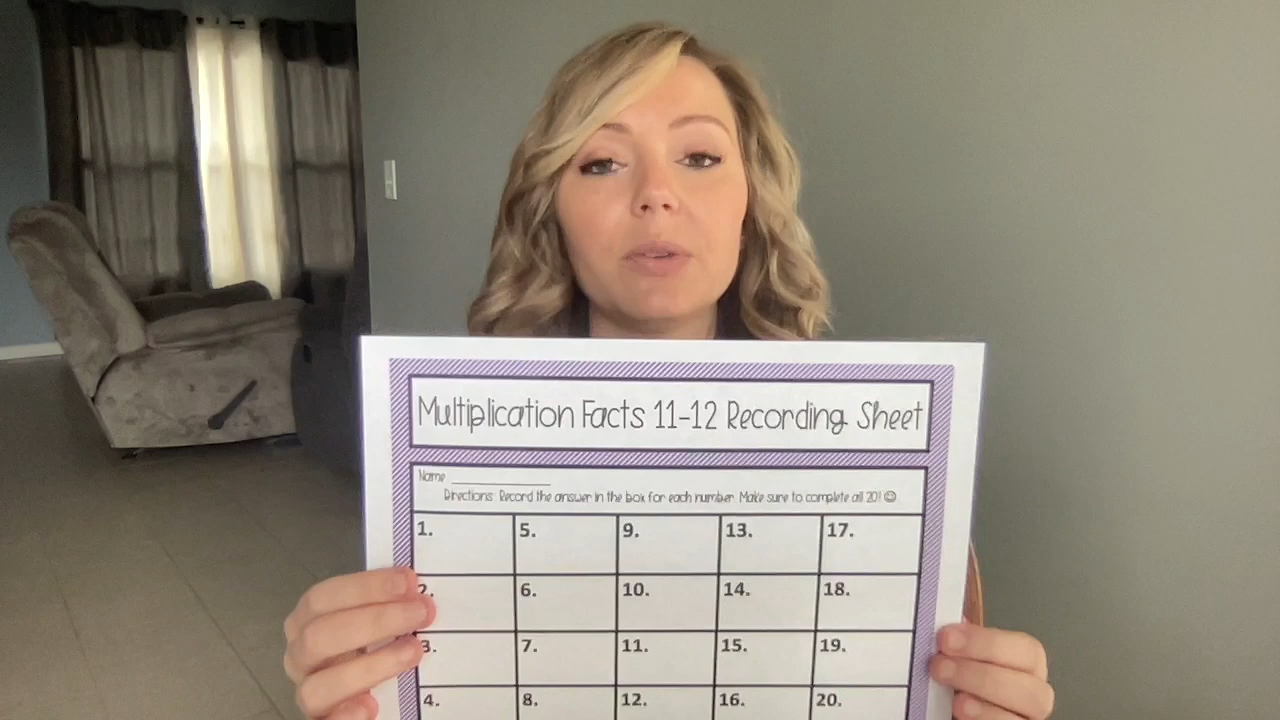 Multiplication Facts 11-12 Recording Sheet
Name
Directions: Record the answer in the box for each number. Make sure to complete all 20! ☺
1. 5. 9. 13. 17.
2. 6. 10. 14. 18.
3. 7. 11. 15. 19.
4. 8. 12. 16. 20.